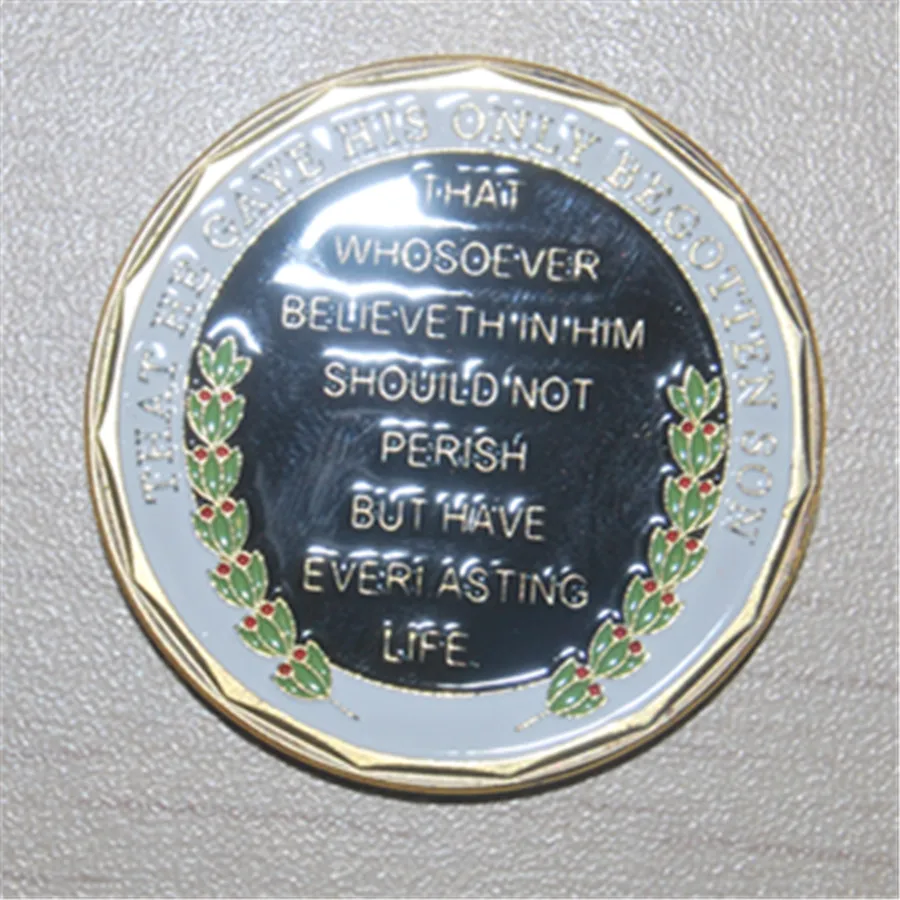 THAT HE GAVE HIS ONLY BEGOTTEN SON
THAT
WHOSOEVER
BELIEVETH IN HIM
SHOULD NOT
PERISH
BUT HAVE
EVERLASTING
LIFE.